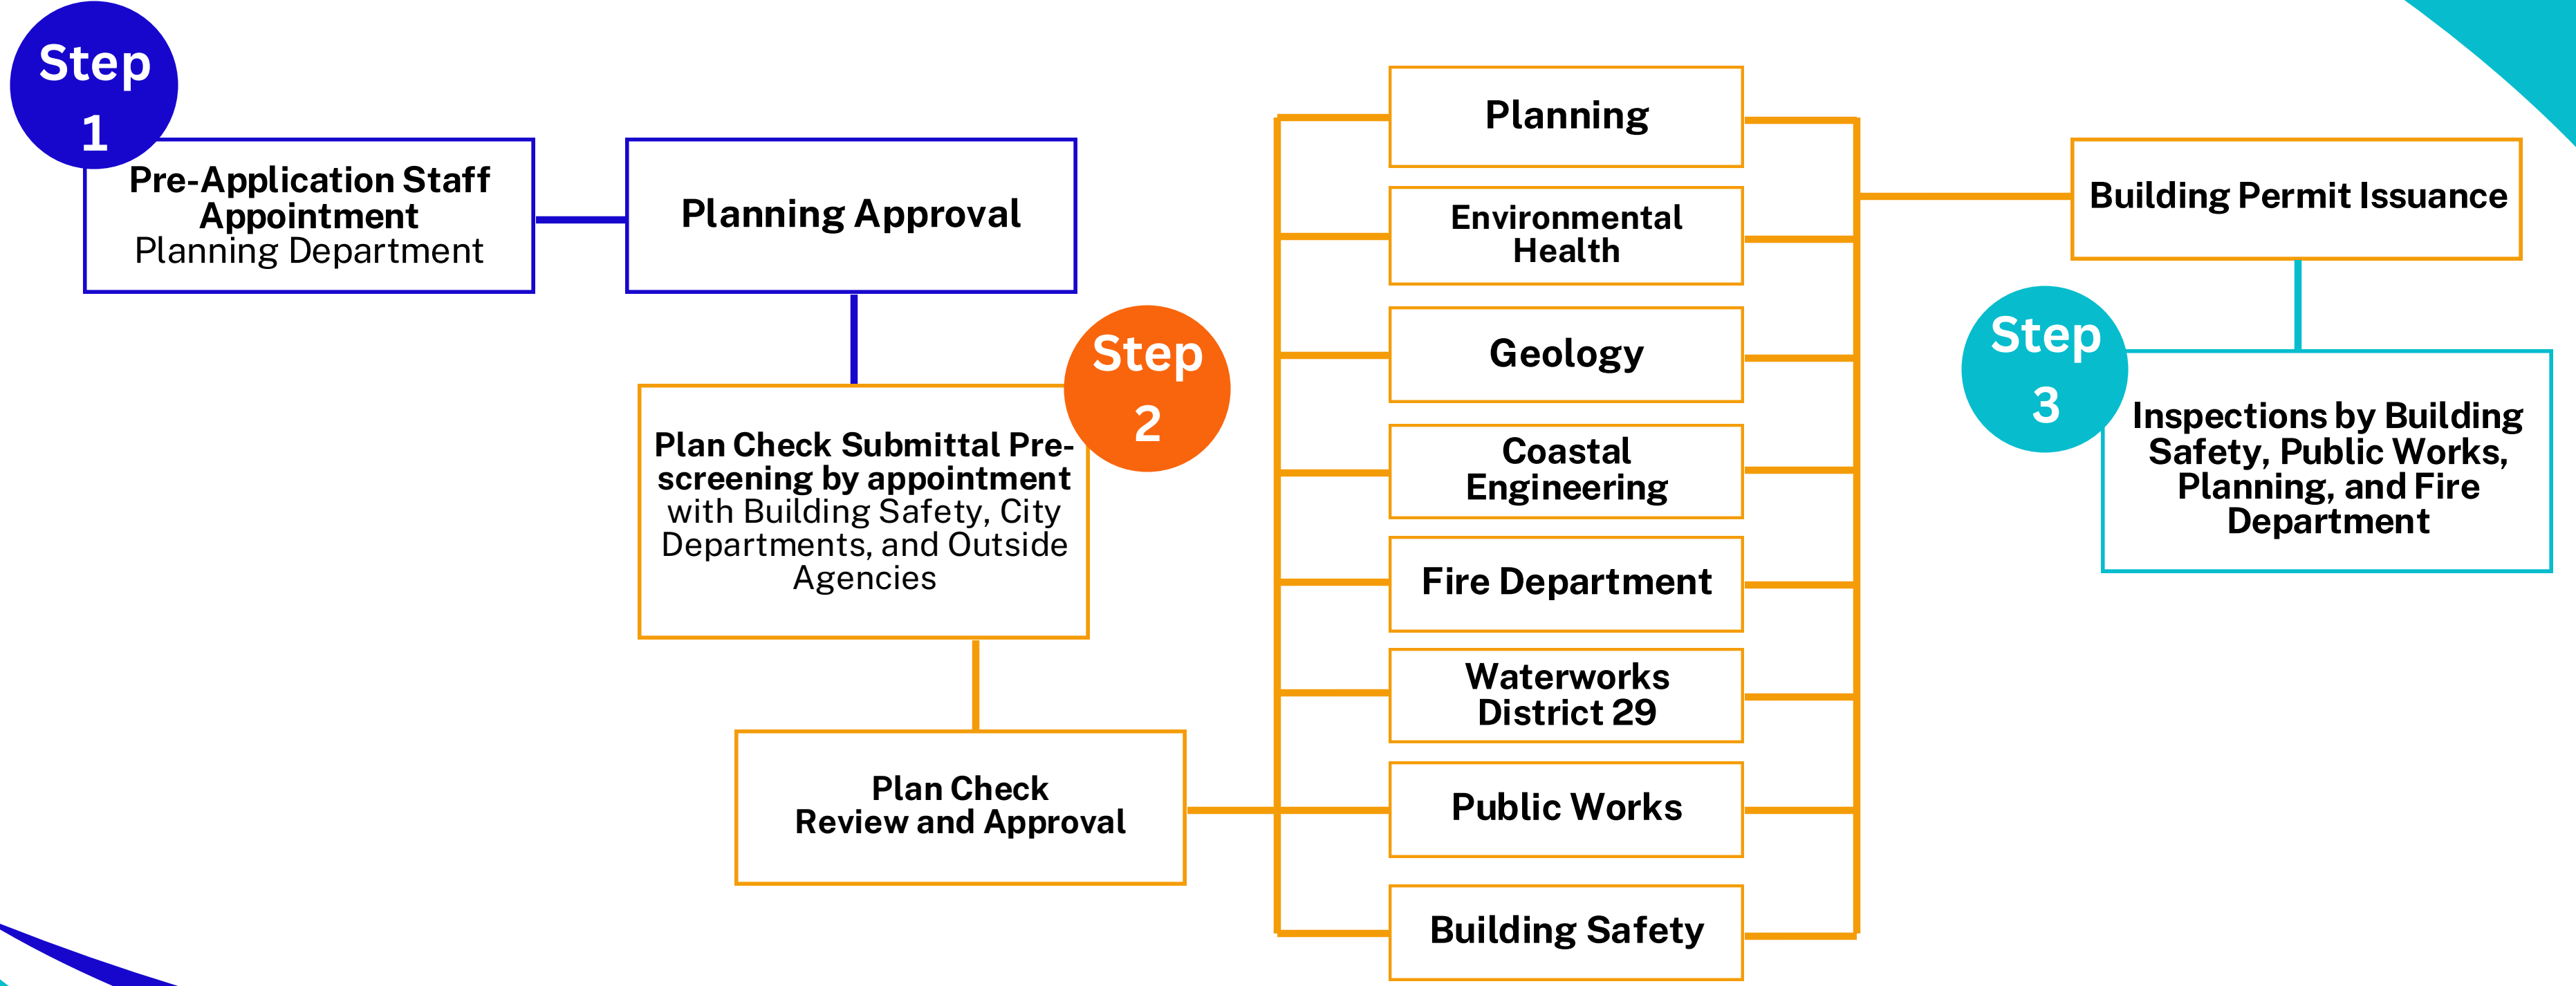 Step
1
Pre-Application Staff
Appointment
Planning Department
Planning Approval
Step
2
Plan Check Submittal Pre-
screening by appointment
with Building Safety, City
Departments, and Outside
Agencies
Plan Check
Review and Approval
Planning
Environmental
Health
Geology
Coastal
Engineering
Fire Department
Waterworks
District 29
Public Works
Building Safety
Building Permit Issuance
Step
3
Inspections by Building
Safety, Public Works,
Planning, and Fire
Department